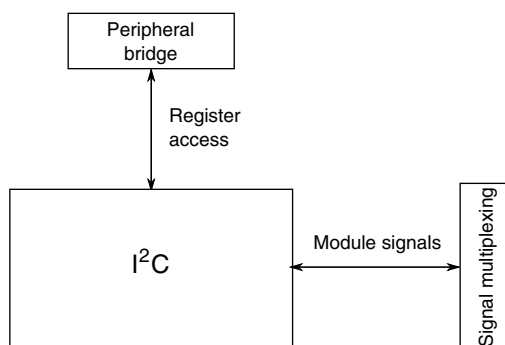 Peripheral
bridge
Register
access
I²C
Module signals
Signal multiplexing